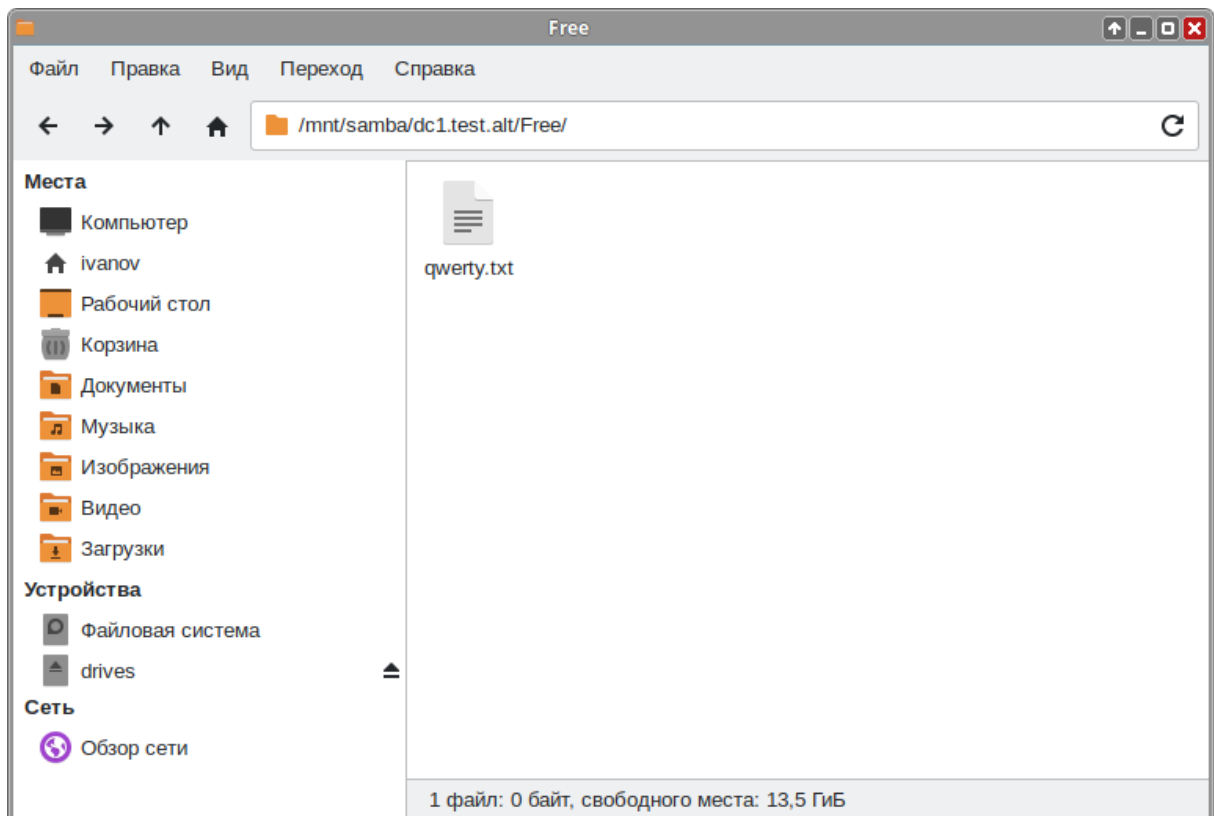 Free
Файл Правка Вид Переход Справка
/mnt/samba/dc1.test.alt/Free/
Места
Компьютер
ivanov
Рабочий стол
Корзина
Документы
Музыка
Изображения
Видео
Загрузки
Устройства
Файловая система
drives
Сеть
Обзор сети
qwerty.txt
1 файл: 0 байт, свободного места: 13,5 ГиБ